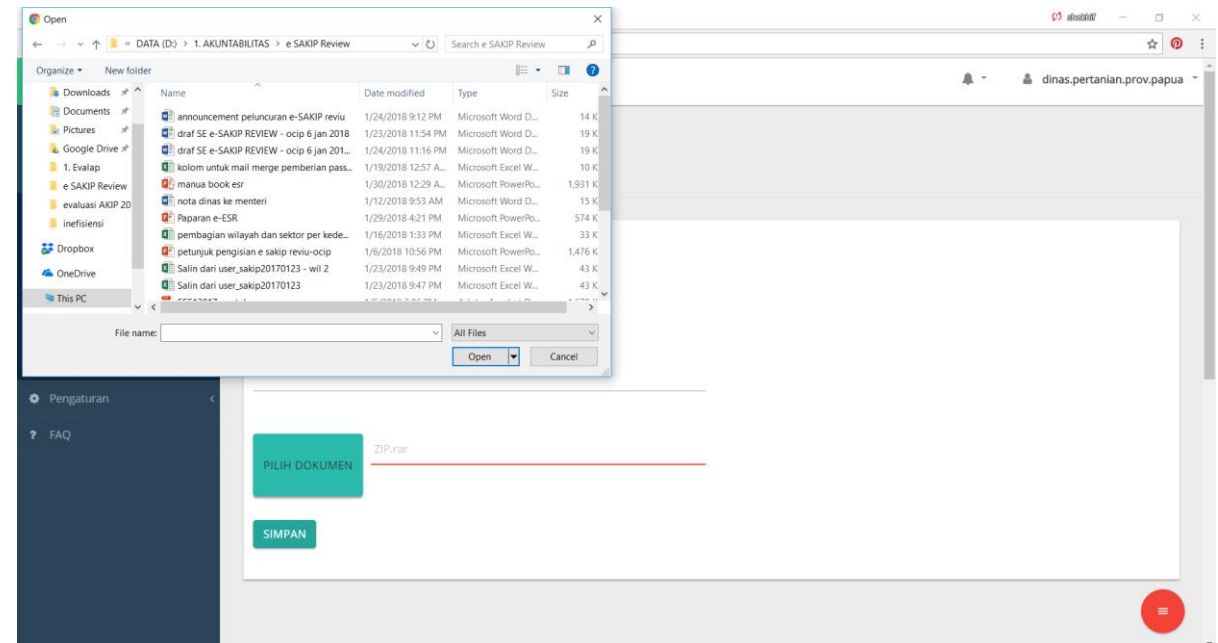 Open
« DATA (D:) > 1. AKUNTABILITAS > e SAKIP Review
Search e SAKIP Review
dinas.pertanian.prov.papua
Organize
New folder
Downloads
Documents
Pictures
Google Drive
1. Evalap
e SAKIP Review
evaluasi AKIP 20
inefisiensi
Dropbox
OneDrive
This PC
Name Date modified Type Size
announcement peluncuran e-SAKIP reviu 1/24/2018 9:12 PM Microsoft Word D... 14 K
draf SE e-SAKIP REVIEW - ocip 6 jan 2018 1/23/2018 11:54 PM Microsoft Word D... 19 K
draf SE e-SAKIP REVIEW - ocip 6 jan 201... 1/24/2018 11:16 PM Microsoft Word D... 19 K
kolom untuk mail merge pemberian pass... 1/19/2018 12:57 A... Microsoft Excel W... 10 K
manua book esr 1/30/2018 12:29 A... Microsoft PowerPo... 1,931 K
nota dinas ke menteri 1/12/2018 9:53 AM Microsoft Word D... 15 K
Paparan e-ESR 1/29/2018 4:21 PM Microsoft PowerPo... 574 K
pembagian wilayah dan sektor per kede... 1/16/2018 1:33 PM Microsoft Excel W... 33 K
petunjuk pengisian e sakip reviu-ocip 1/6/2018 10:56 PM Microsoft PowerPo... 1,476 K
Salin dari user_sakip20170123 - wil 2 1/23/2018 9:49 PM Microsoft Excel W... 43 K
Salin dari user_sakip20170123 1/23/2018 9:47 PM Microsoft Excel W... 43 K
File name:
All Files
Open
Cancel
Pengaturan
? FAQ
PILIH DOKUMEN
ZIP.rar
SIMPAN